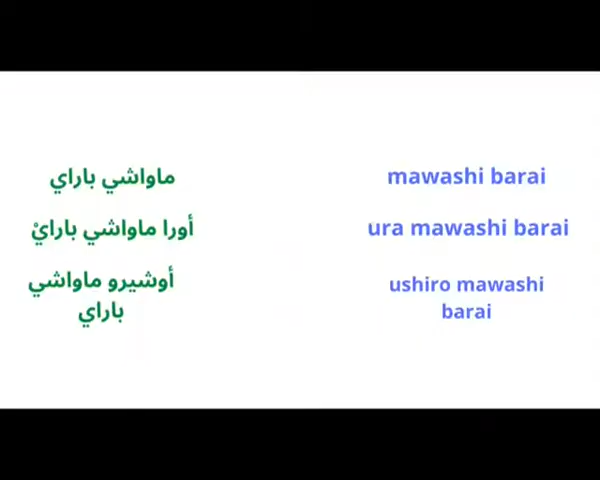 ماواشي باراي
mawashi barai
أورا ماواشي بارايْ
ura mawashi barai
أوشيرو ماواشي
باراي
ushiro mawashi
barai